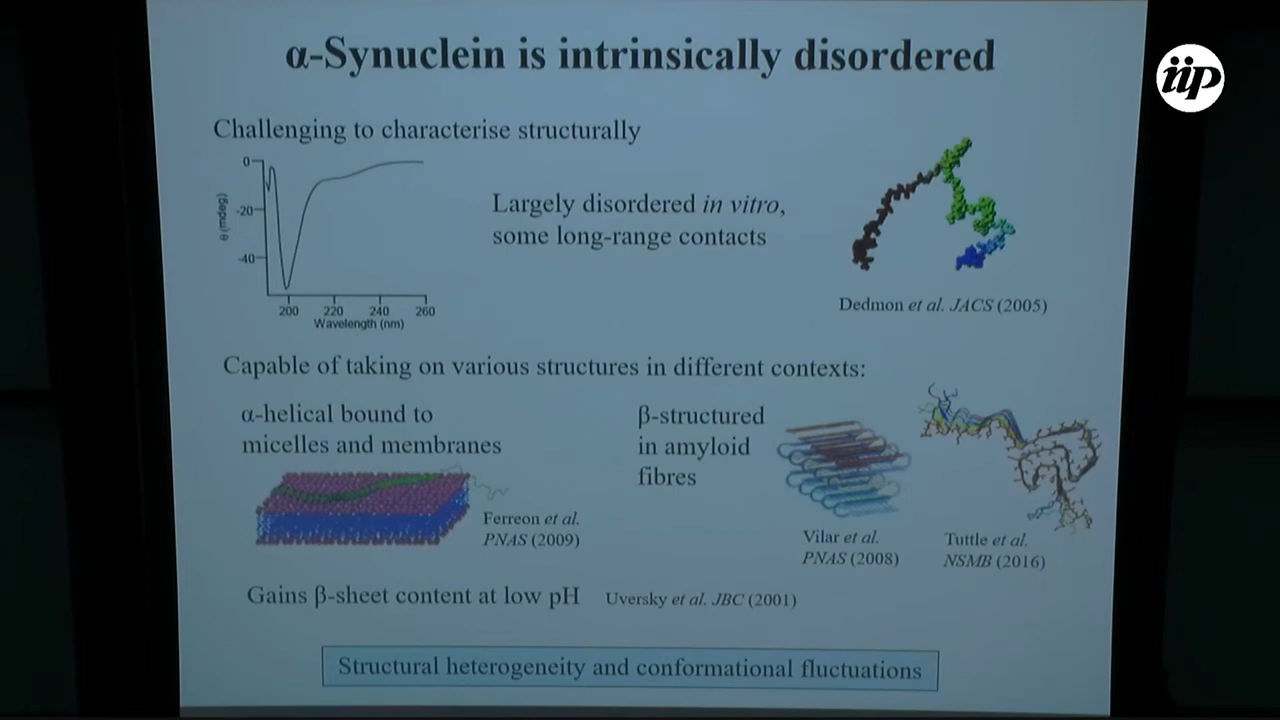 α-Synuclein is intrinsically disordered
iip
Challenging to characterise structurally
0
-20
-40
θ (mdeg)
200 220 240 260
Wavelength (nm)
Largely disordered in vitro,
some long-range contacts
Dedmon et al. JACS (2005)
Capable of taking on various structures in different contexts:
α-helical bound to
micelles and membranes
Ferreon et al.
PNAS (2009)
β-structured
in amyloid
fibres
Vilar et al.
PNAS (2008)
Tuttle et al.
NSMB (2016)
Gains β-sheet content at low pH Uversky et al. JBC (2001)
Structural heterogeneity and conformational fluctuations